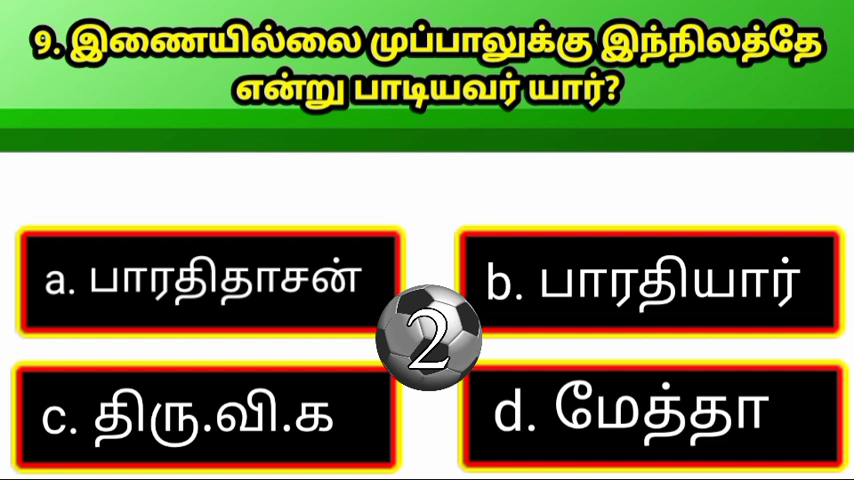 9. இணையில்லை முப்பாலுக்கு இந்நிலத்தே
என்று பாடியவர் யார்?
a. பாரதிதாசன்
b. பாரதியார்
2
c. திரு.வி.க
d. மேத்தா